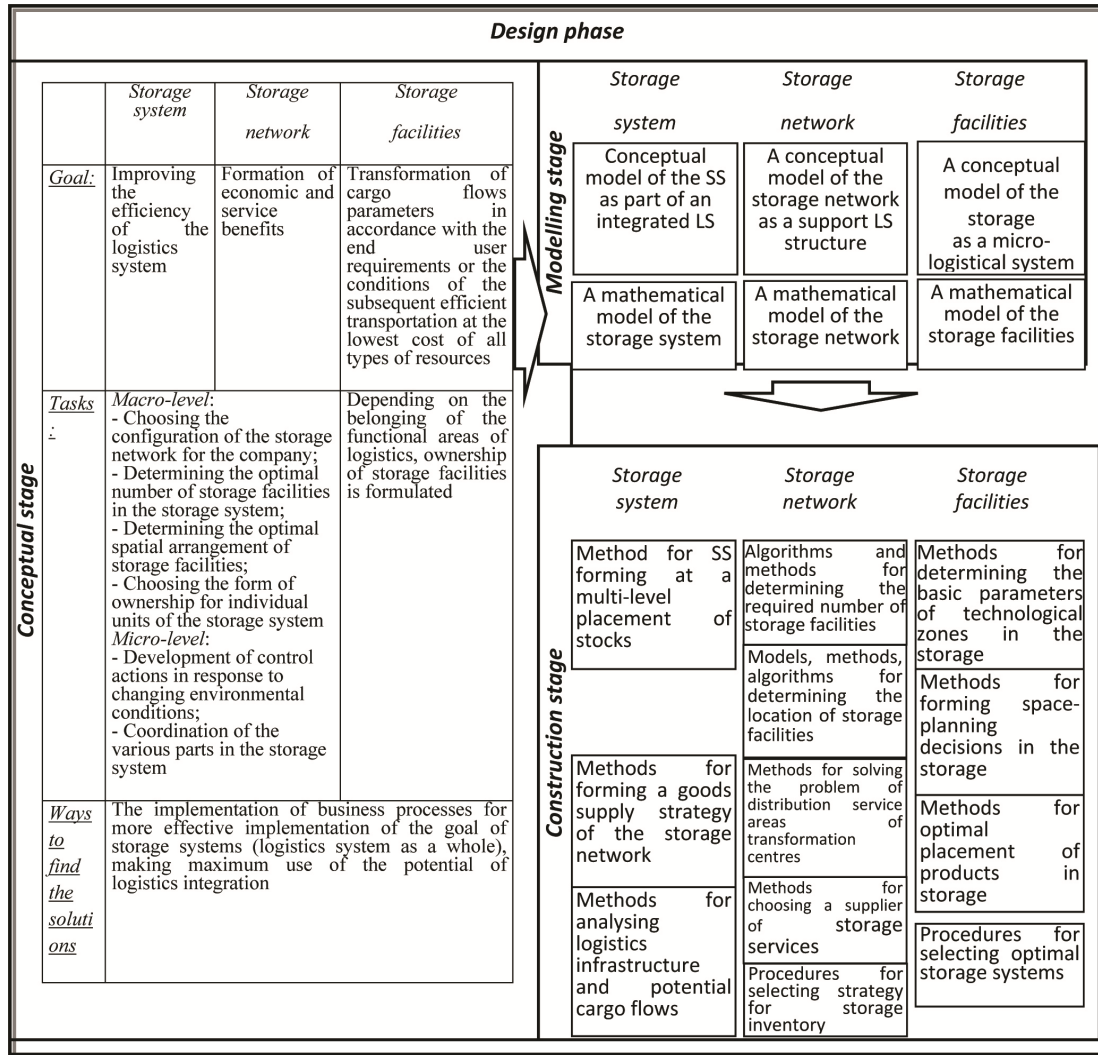 Design phase
Conceptual stage
Storage
system
Storage
network
Storage
facilities
Goal:
Improving
the
efficiency
of the
logistics
system
Formation of
economic and
service
benefits
Transformation of
cargo flows
parameters in
accordance with the
end user
requirements or the
conditions of the
subsequent efficient
transportation at the
lowest cost of all
types of resources
Tasks
:
Macro-level:
- Choosing the
configuration of the storage
network for the company;
- Determining the optimal
number of storage facilities
in the storage system;
- Determining the optimal
spatial arrangement of
storage facilities;
- Choosing the form of
ownership for individual
units of the storage system
Micro-level:
- Development of control
actions in response to
changing environmental
conditions;
- Coordination of the
various parts in the storage
system
Depending on the
belonging of the
functional areas of
logistics, ownership
of storage facilities
is formulated
Ways
to
find
the
soluti
ons
The implementation of business processes for
more effective implementation of the goal of
storage systems (logistics system as a whole),
making maximum use of the potential of
logistics integration
Modelling stage
Storage
system
Storage
network
Storage
facilities
Conceptual
model of the SS
as part of an
integrated LS
A conceptual
model of the
storage network
as a support LS
structure
A conceptual
model of the
storage
as a micro-
logistical system
A mathematical
model of the
storage system
A mathematical
model of the
storage network
A mathematical
model of the
storage facilities
Construction stage
Storage
system
Storage
network
Storage
facilities
Method for SS
forming at a
multi-level
placement of
stocks
Methods for
forming a goods
supply strategy
of the storage
network
Methods for
analysing
logistics
infrastructure
and potential
cargo flows
Algorithms and
methods for
determining the
required number of
storage facilities
Models, methods,
algorithms for
determining the
location of storage
facilities
Methods for solving
the problem of
distribution service
areas of
transformation
centres
Methods for
choosing a supplier
of storage
services
Procedures for
selecting strategy
for storage
inventory
Methods for
determining the
basic parameters
of technological
zones in the
storage
Methods for
forming space-
planning
decisions in the
storage
Methods for
optimal
placement of
products in
storage
Procedures for
selecting optimal
storage systems